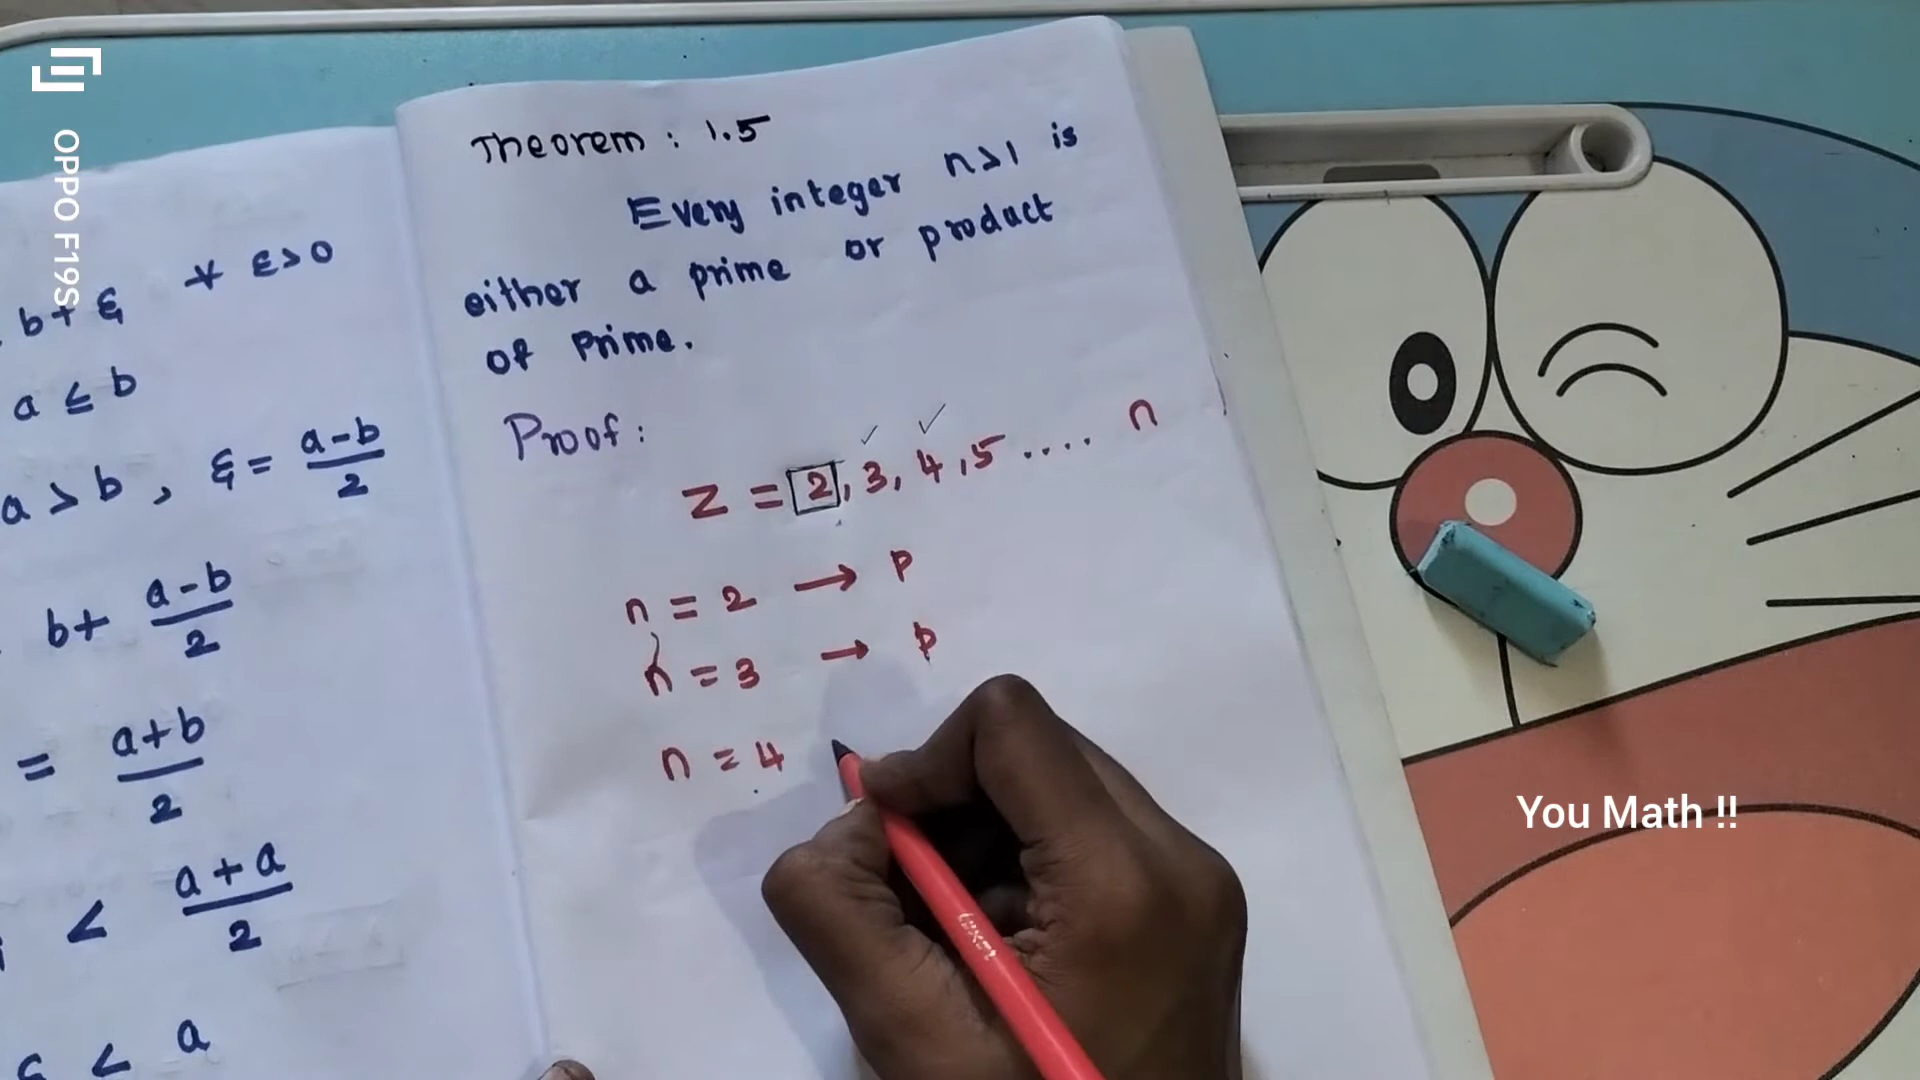 OPPO F19S
b+ε ∀ ε>0
a ≤ b
a > b, ε = a-b/2
b+ a-b/2
= a+b/2
< a+a/2
< a
Theorem: 1.5
Every integer n>1 is
either a prime or product
of Prime.
Proof:
Z = 2, 3, 4, 5 .... n
n = 2 → P
n = 3 → P
n = 4
You Math !!